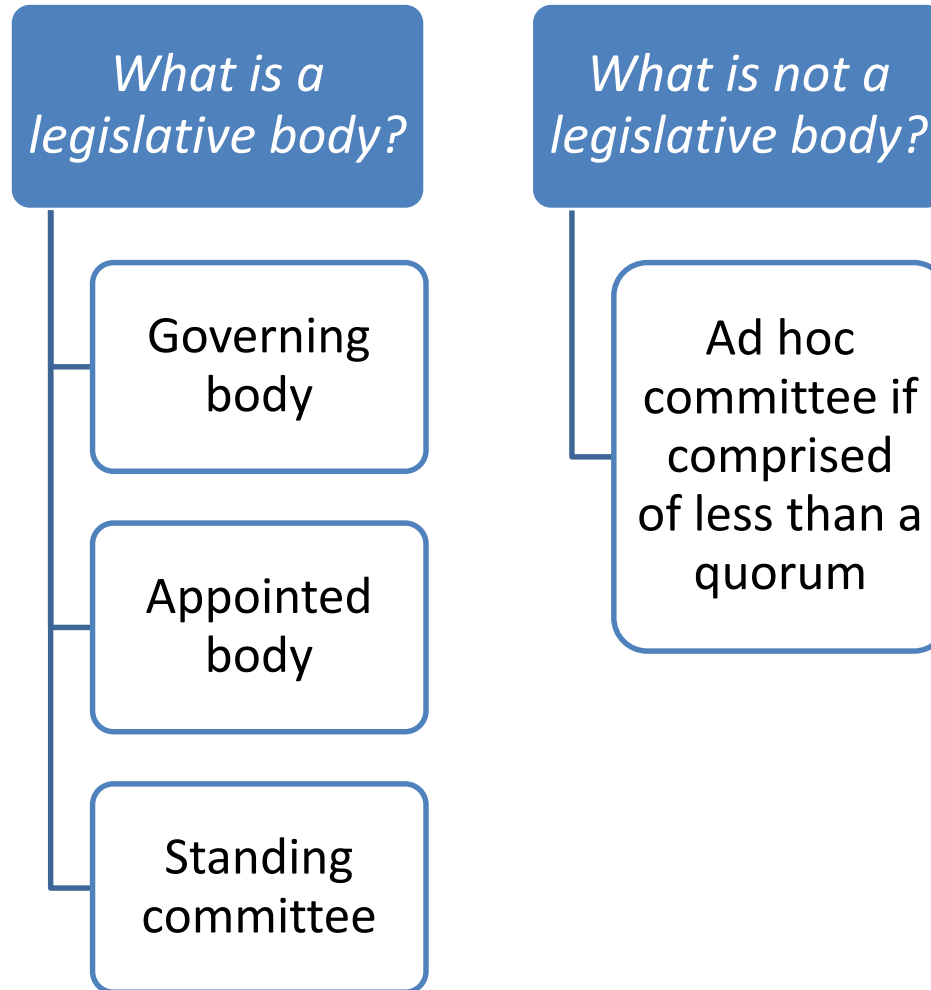 What is a
legislative body?
Governing
body
Appointed
body
Standing
committee
What is not a
legislative body?
Ad hoc
committee if
comprised
of less than a
quorum